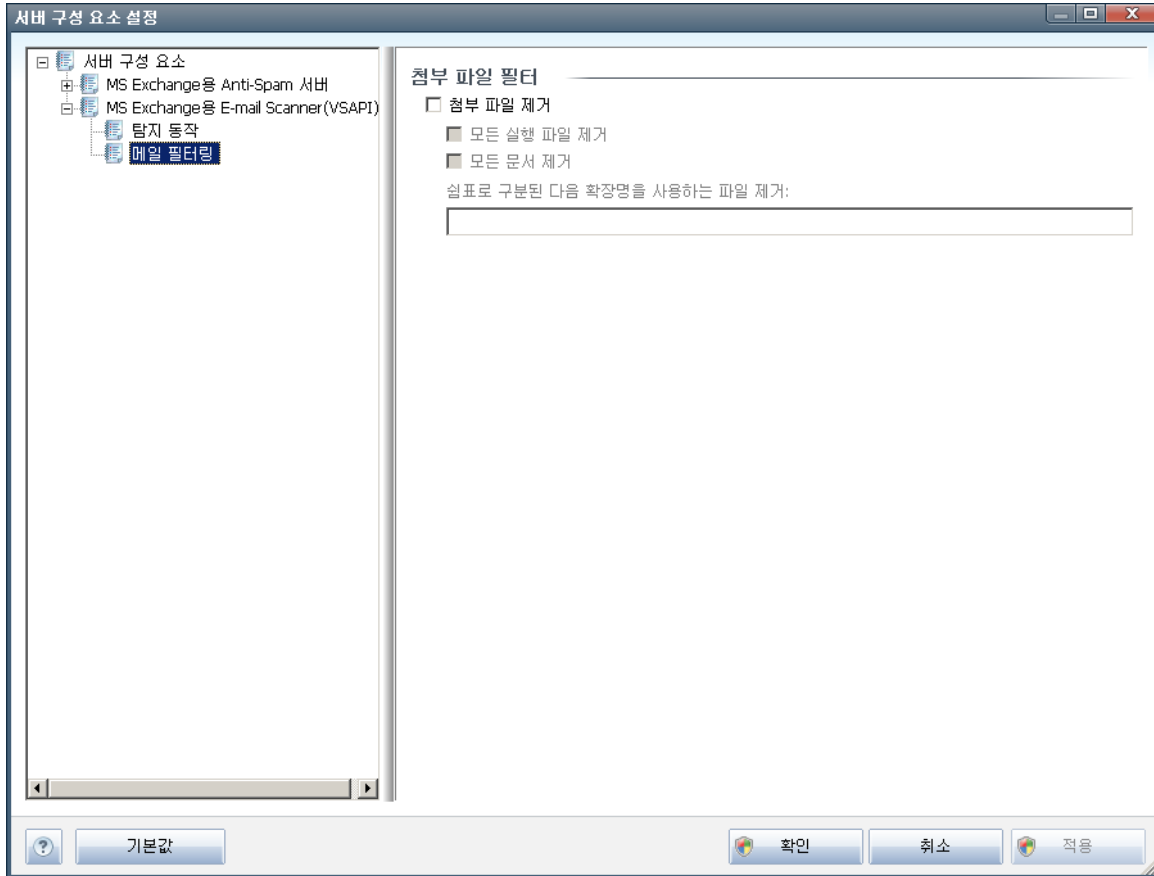 서버 구성 요소 설정
서버 구성 요소
MS Exchange용 Anti-Spam 서버
MS Exchange용 E-mail Scanner(VSAPI)
탐지 동작
메일 필터링
첨부 파일 필터
첨부 파일 제거
모든 실행 파일 제거
모든 문서 제거
쉼표로 구분된 다음 확장명을 사용하는 파일 제거:
기본값
확인
취소
적용